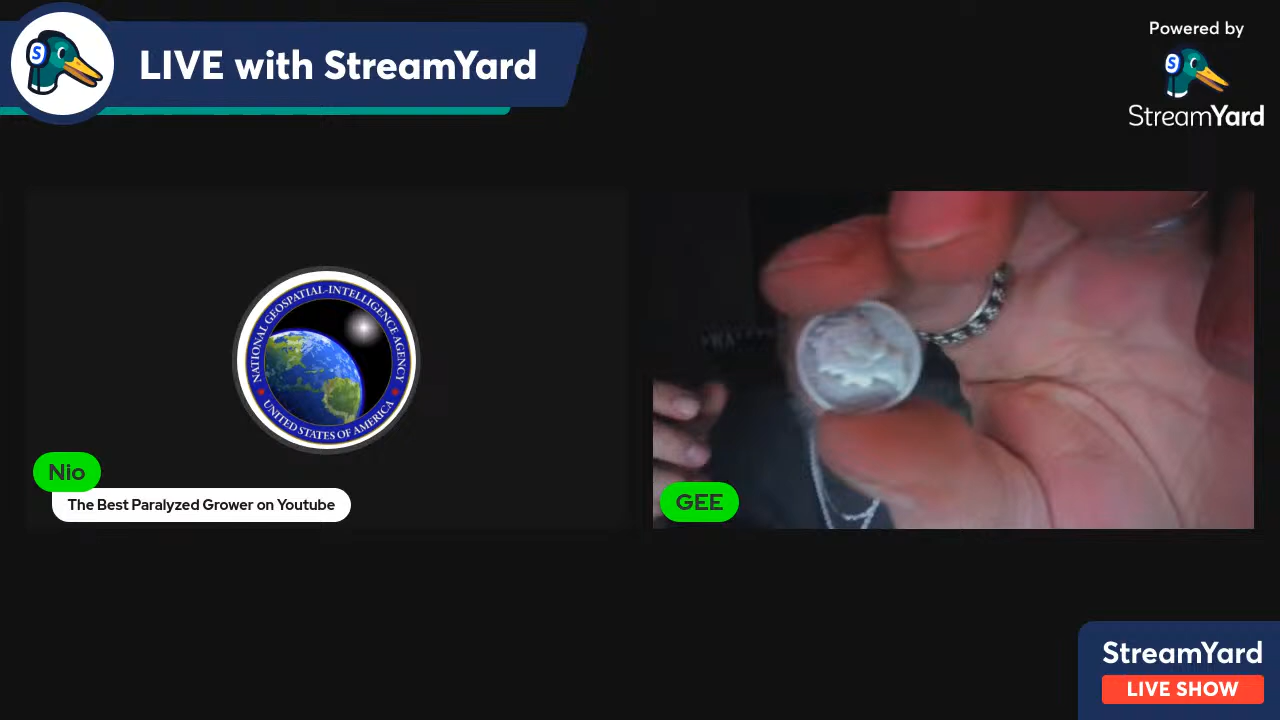 S
LIVE with StreamYard
Powered by
S
StreamYard
NATIONAL GEOSPATIAL-INTELLIGENCE AGENCY
UNITED STATES OF AMERICA
Nio
The Best Paralyzed Grower on Youtube
GEE
StreamYard
LIVE SHOW